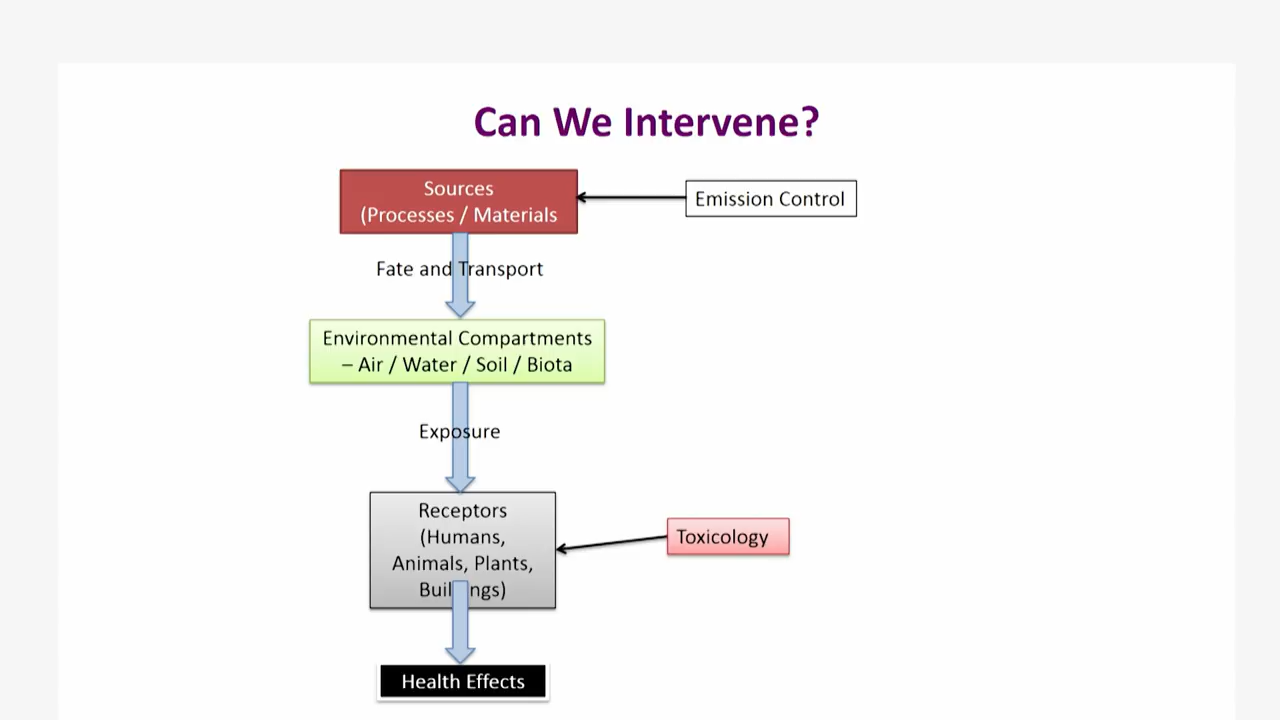 Can We Intervene?
Sources
(Processes / Materials
Emission Control
Fate and Transport
Environmental Compartments
– Air / Water / Soil / Biota
Exposure
Receptors
(Humans,
Animals, Plants,
Buildings)
Toxicology
Health Effects